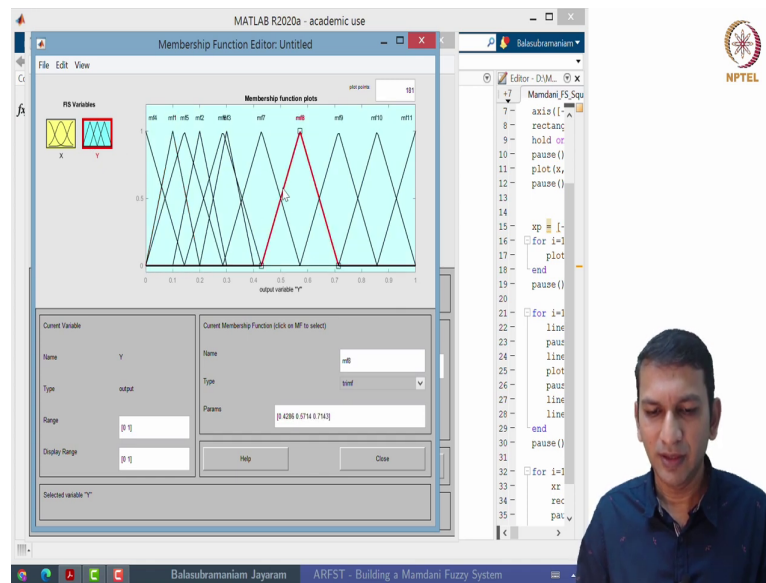 MATLAB R2020a - academic use
Membership Function Editor: Untitled
File Edit View
FIS Variables
X
Y
plot points:
181
Membership function plots
mf4 mf1 mf5 mf2 mf3 mf7 mf8 mf9 mf10 mf11
1
0.5
0
0 0.1 0.2 0.3 0.4 0.5 0.6 0.7 0.8 0.9 1
output variable "Y"
Current Variable
Name Y
Type output
Range [0 1]
Display Range [0 1]
Current Membership Function (click on MF to select)
Name mf8
Type trimf
Params [0.4286 0.5714 0.7143]
Help Close
Selected variable "Y"
Balasubramaniam
Editor - D:\M...
+7 Mamdani_FS_Squ
7 - axis([-
8 - rectang
9 - hold on
10 - pause()
11 - plot(x,
12 - pause()
13
14
15 - xp = [-
16 - for i=1
17 - plot
18 - end
19 - pause()
20
21 - for i=1
22 - line
23 - paus
24 - line
25 - plot
26 - paus
27 - line
28 - line
29 - end
30 - pause()
31
32 - for i=1
33 - xr
34 - rec
35 - pau
fx
NPTEL
Balasubramaniam Jayaram ARFST - Building a Mamdani Fuzzy System